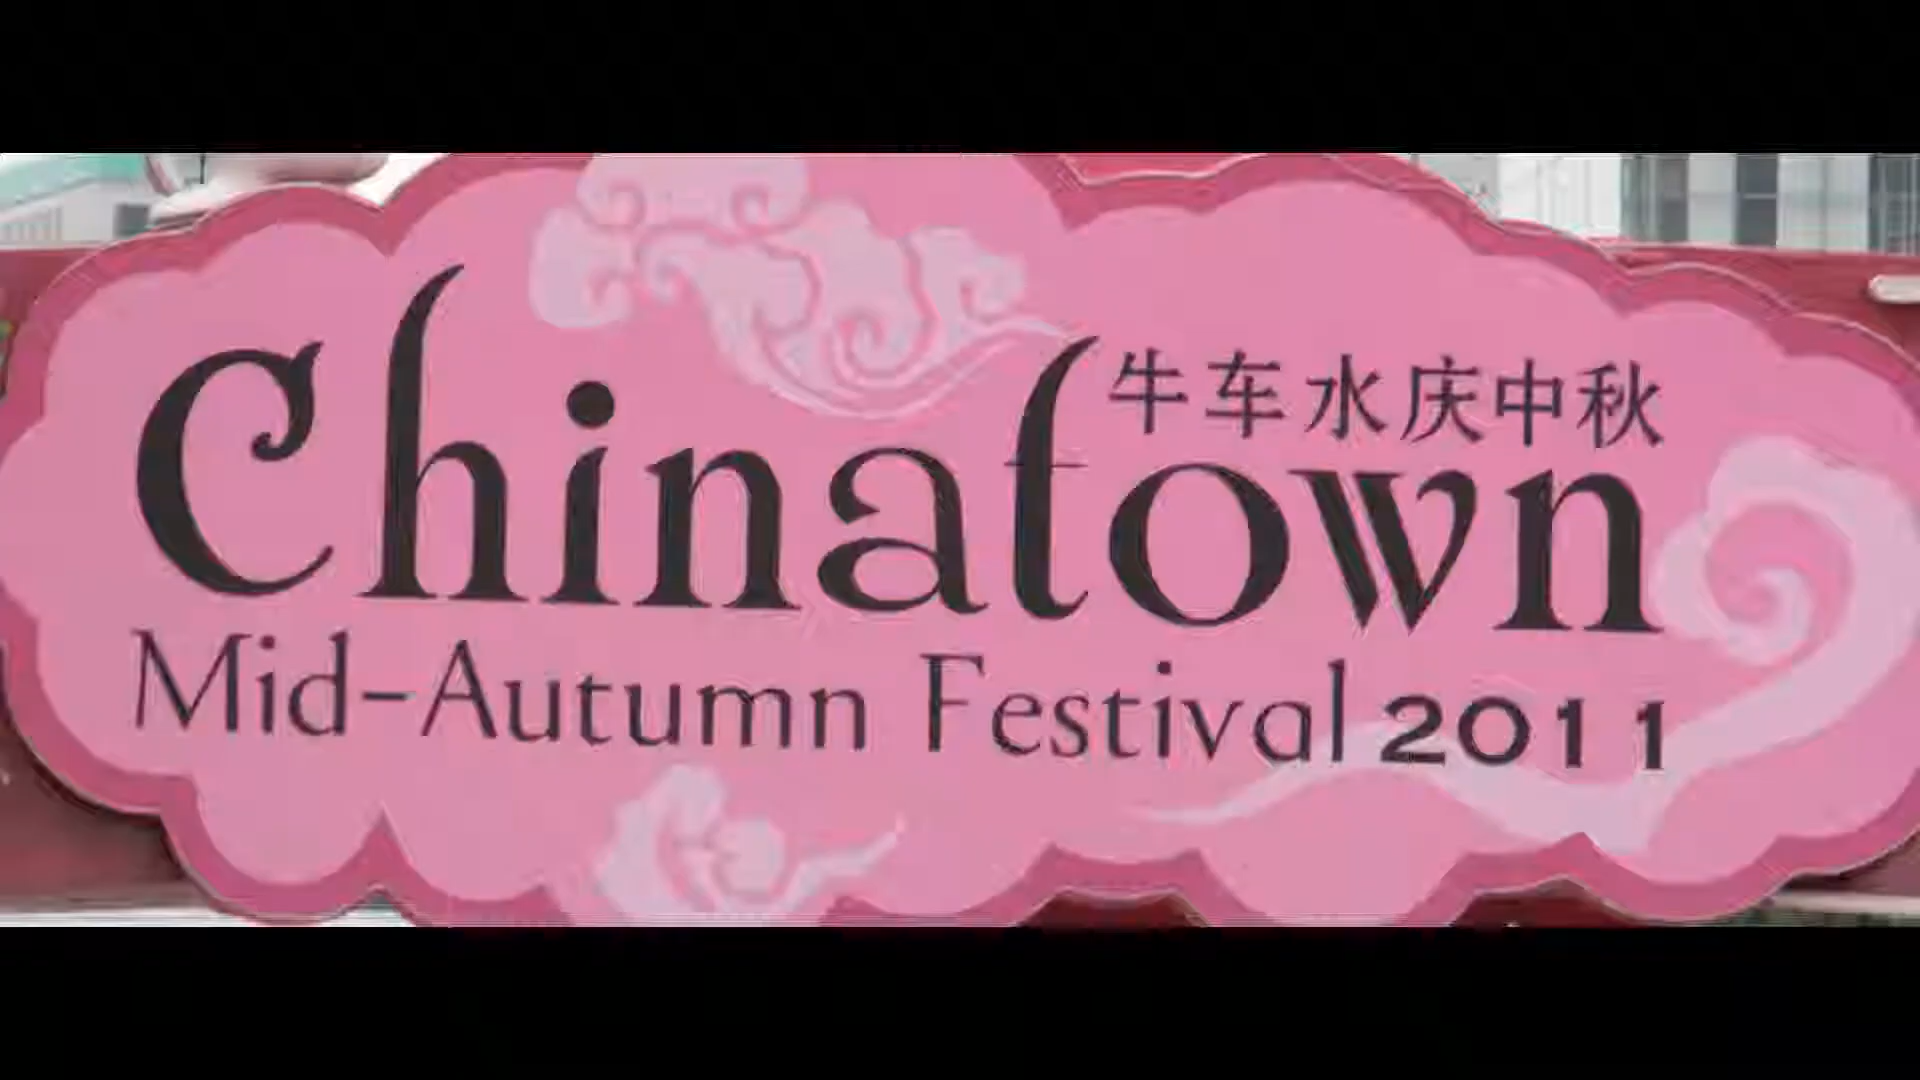 牛车水庆中秋
Chinatown
Mid-Autumn Festival 2011